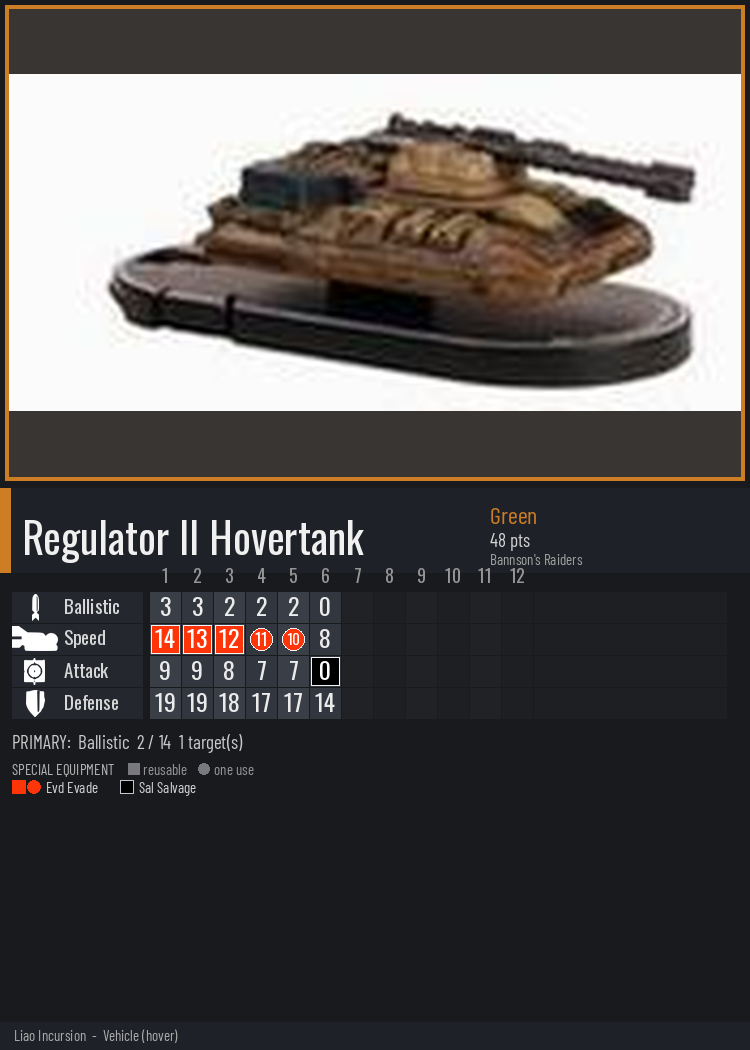 Regulator II Hovertank
Green
48 pts
Bannson's Raiders
1 2 3 4 5 6 7 8 9 10 11 12
Ballistic 3 3 2 2 2 0
Speed 14 13 12 11 10 8
Attack 9 9 8 7 7 0
Defense 19 19 18 17 17 14
PRIMARY: Ballistic 2 / 14 1 target(s)
SPECIAL EQUIPMENT reusable one use
Evd Evade Sal Salvage
Liao Incursion - Vehicle (hover)